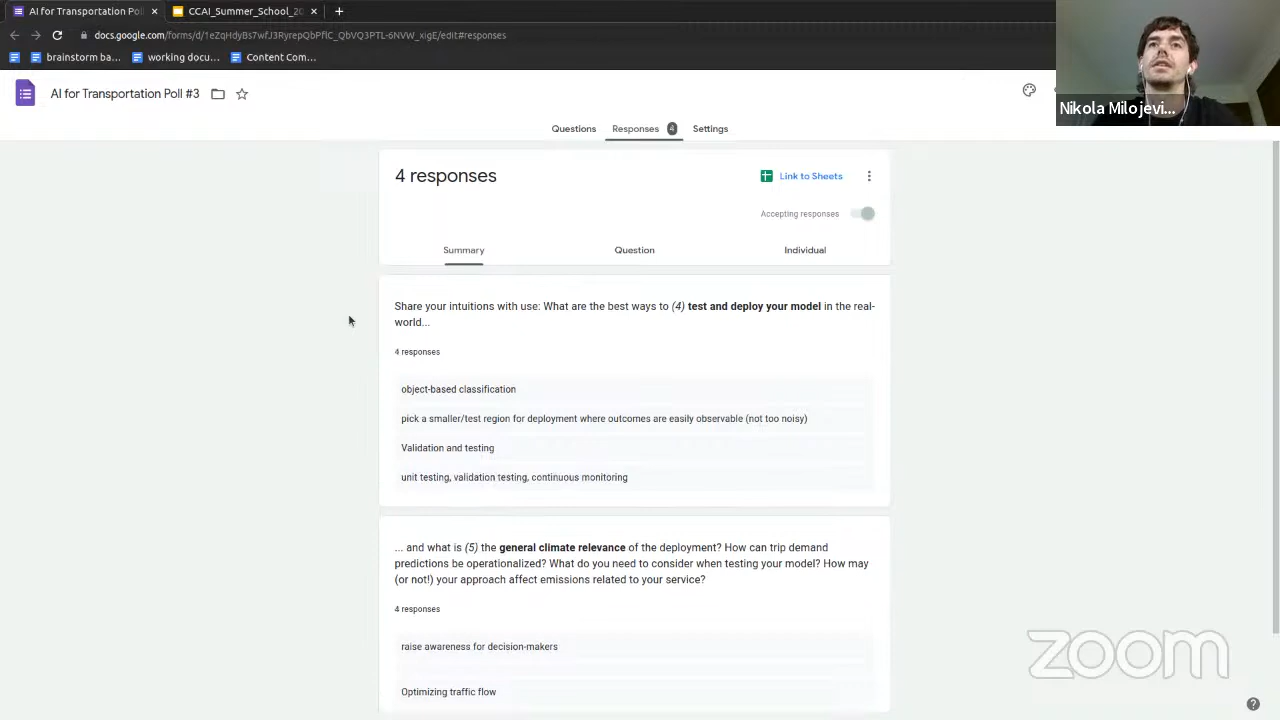 AI for Transportation Poll
CCAI_Summer_School_20
docs.google.com/forms/d/1eZqHdyBs7wfJ3RyrepQbPflC_QbVQ3PTL-6NVW_xigE/edit#responses
brainstorm ba...
working docu...
Content Com...
AI for Transportation Poll #3
Nikola Milojevi...
Questions
Responses 4
Settings
4 responses
Link to Sheets
Accepting responses
Summary
Question
Individual
Share your intuitions with use: What are the best ways to (4) test and deploy your model in the real-
world...
4 responses
object-based classification
pick a smaller/test region for deployment where outcomes are easily observable (not too noisy)
Validation and testing
unit testing, validation testing, continuous monitoring
... and what is (5) the general climate relevance of the deployment? How can trip demand
predictions be operationalized? What do you need to consider when testing your model? How may
(or not!) your approach affect emissions related to your service?
4 responses
raise awareness for decision-makers
Optimizing traffic flow
zoom